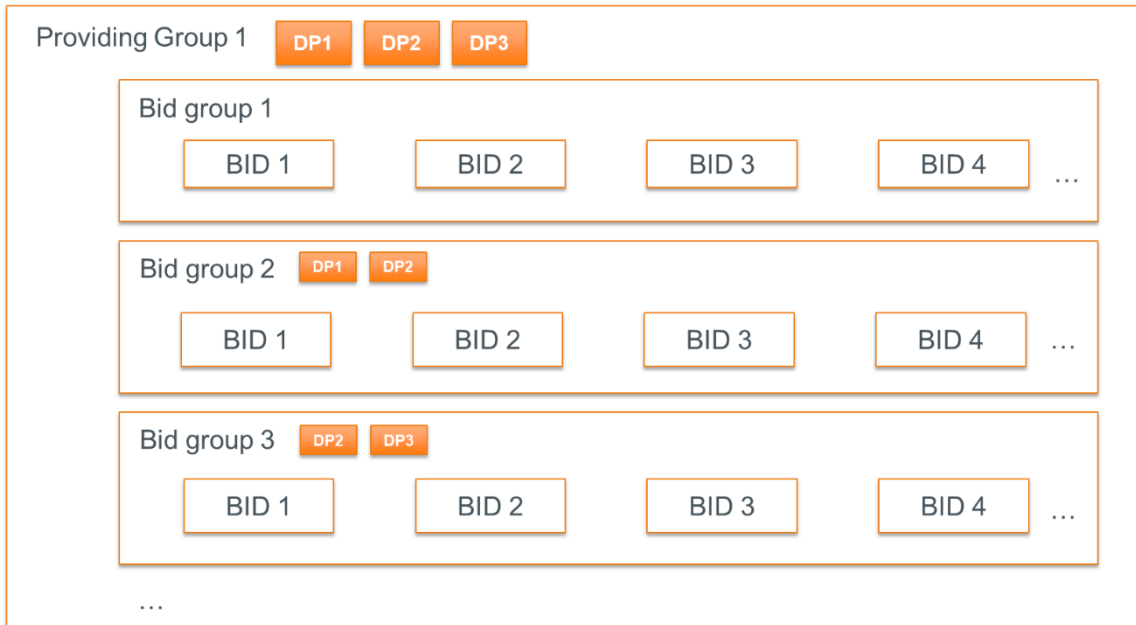 Providing Group 1 DP1 DP2 DP3
Bid group 1
BID 1 BID 2 BID 3 BID 4 ...
Bid group 2 DP1 DP2
BID 1 BID 2 BID 3 BID 4 ...
Bid group 3 DP2 DP3
BID 1 BID 2 BID 3 BID 4 ...
...